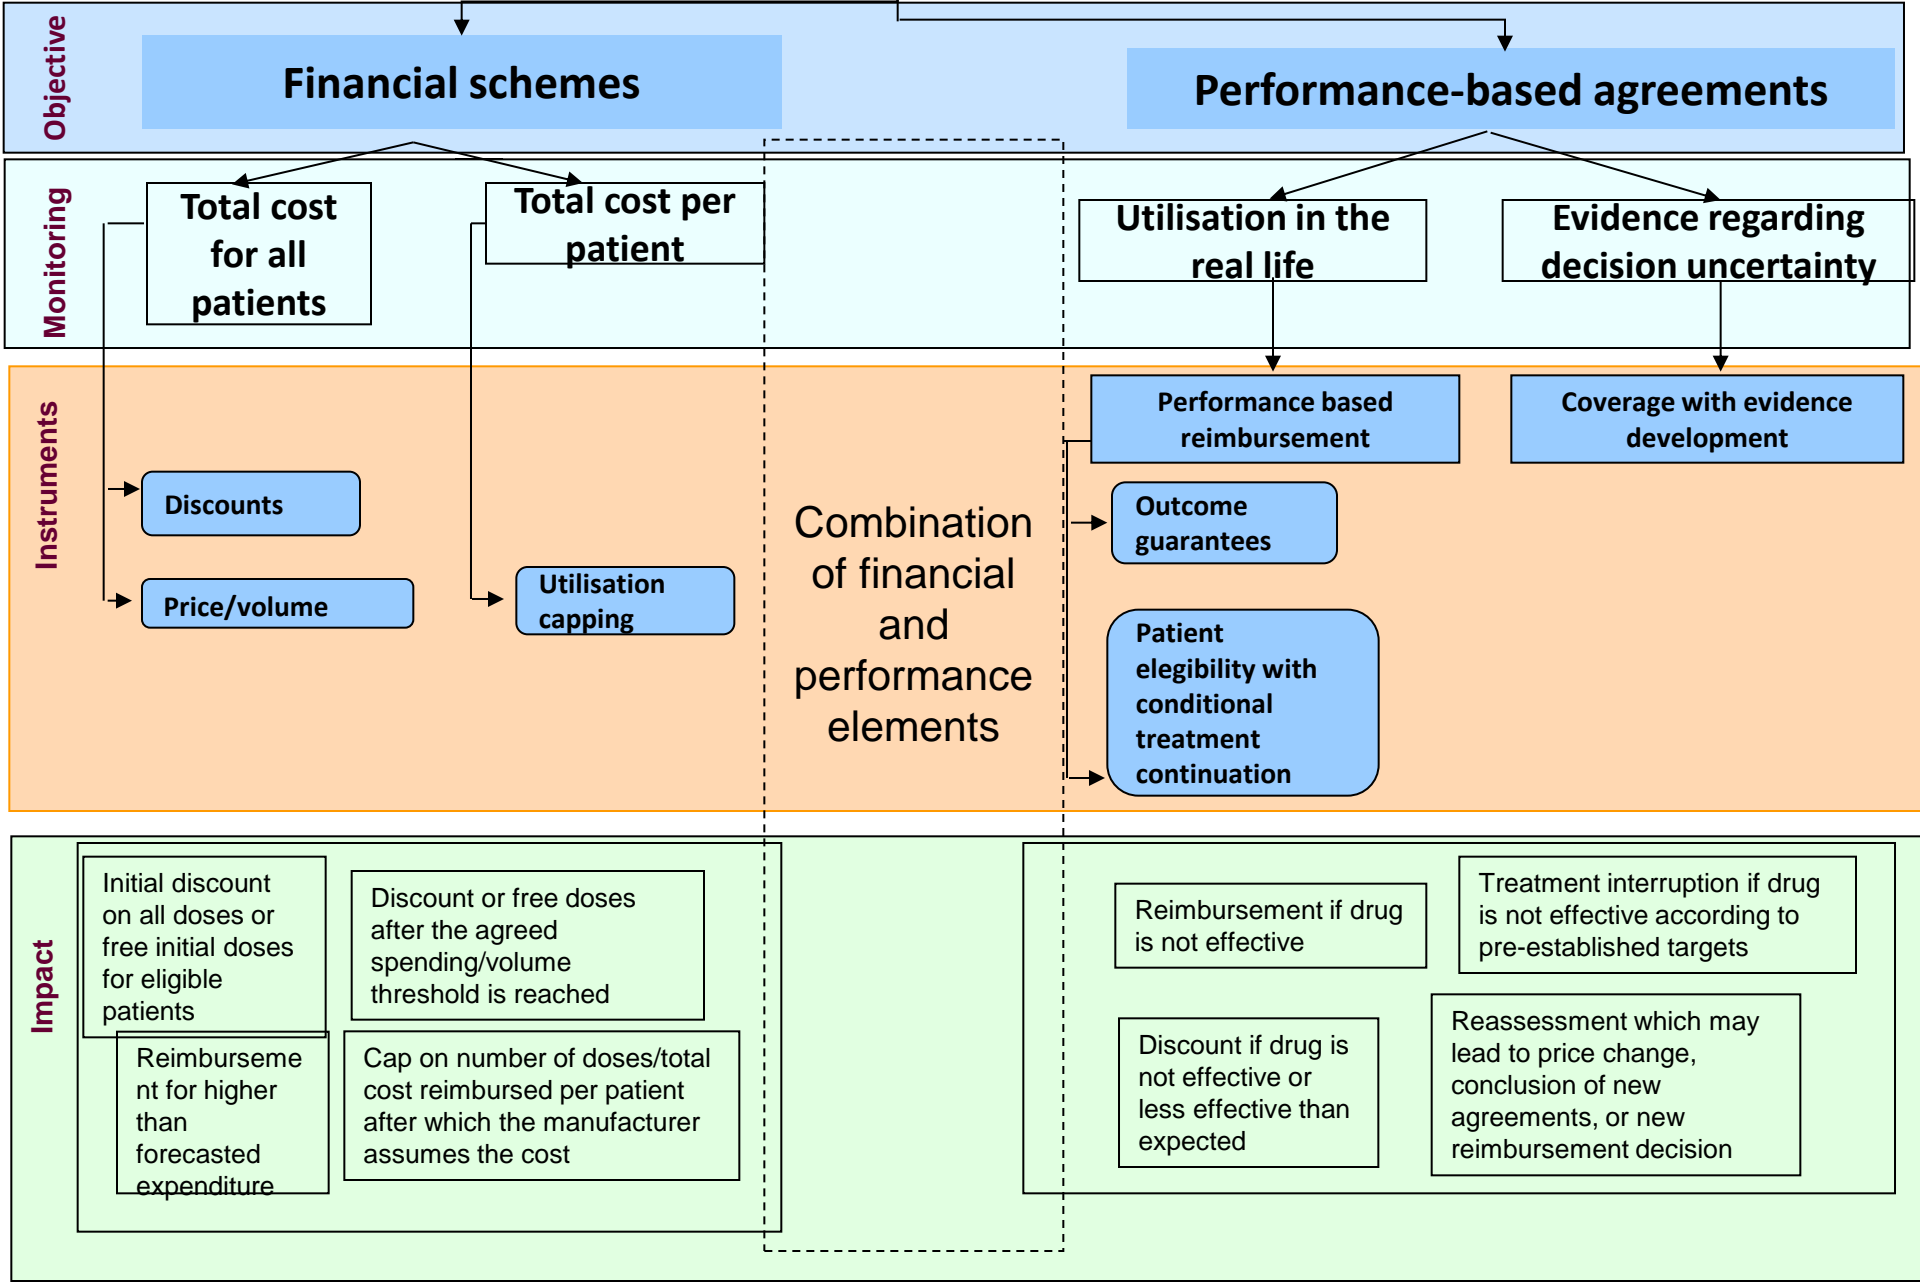 Objective
Financial schemes
Performance-based agreements
Monitoring
Total cost
for all
patients
Total cost per
patient
Utilisation in the
real life
Evidence regarding
decision uncertainty
Instruments
Discounts
Price/volume
Utilisation
capping
Combination
of financial
and
performance
elements
Performance based
reimbursement
Coverage with evidence
development
Outcome
guarantees
Patient
elegibility with
conditional
treatment
continuation
Impact
Initial discount
on all doses or
free initial doses
for eligible
patients
Discount or free doses
after the agreed
spending/volume
threshold is reached
Reimburseme
nt for higher
than
forecasted
expenditure
Cap on number of doses/total
cost reimbursed per patient
after which the manufacturer
assumes the cost
Reimbursement if drug
is not effective
Treatment interruption if drug
is not effective according to
pre-established targets
Discount if drug is
not effective or
less effective than
expected
Reassessment which may
lead to price change,
conclusion of new
agreements, or new
reimbursement decision